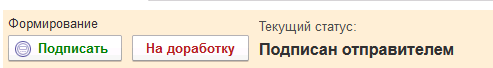 Формирование
Подписать
На доработку
Текущий статус:
Подписан отправителем